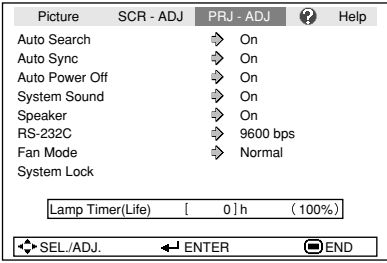 Picture SCR - ADJ PRJ - ADJ ? Help
Auto Search On
Auto Sync On
Auto Power Off On
System Sound On
Speaker On
RS-232C 9600 bps
Fan Mode Normal
System Lock
Lamp Timer(Life) [ 0 ] h (100%)
SEL./ADJ. ENTER END